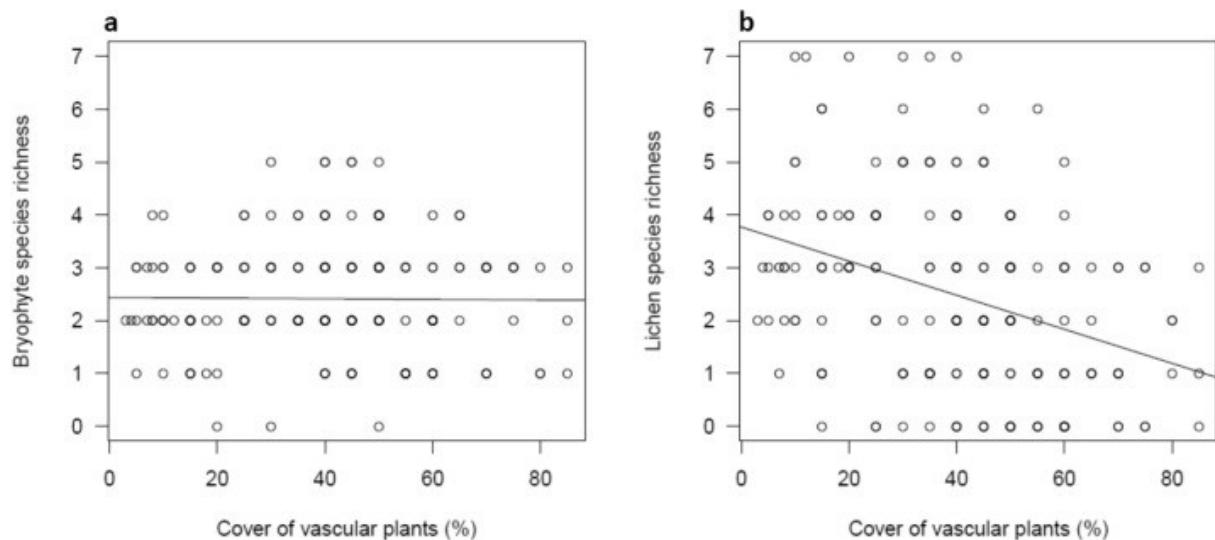 a
7
6
5
4
3
2
1
0
Bryophyte species richness
0 20 40 60 80
Cover of vascular plants (%)
b
7
6
5
4
3
2
1
0
Lichen species richness
0 20 40 60 80
Cover of vascular plants (%)